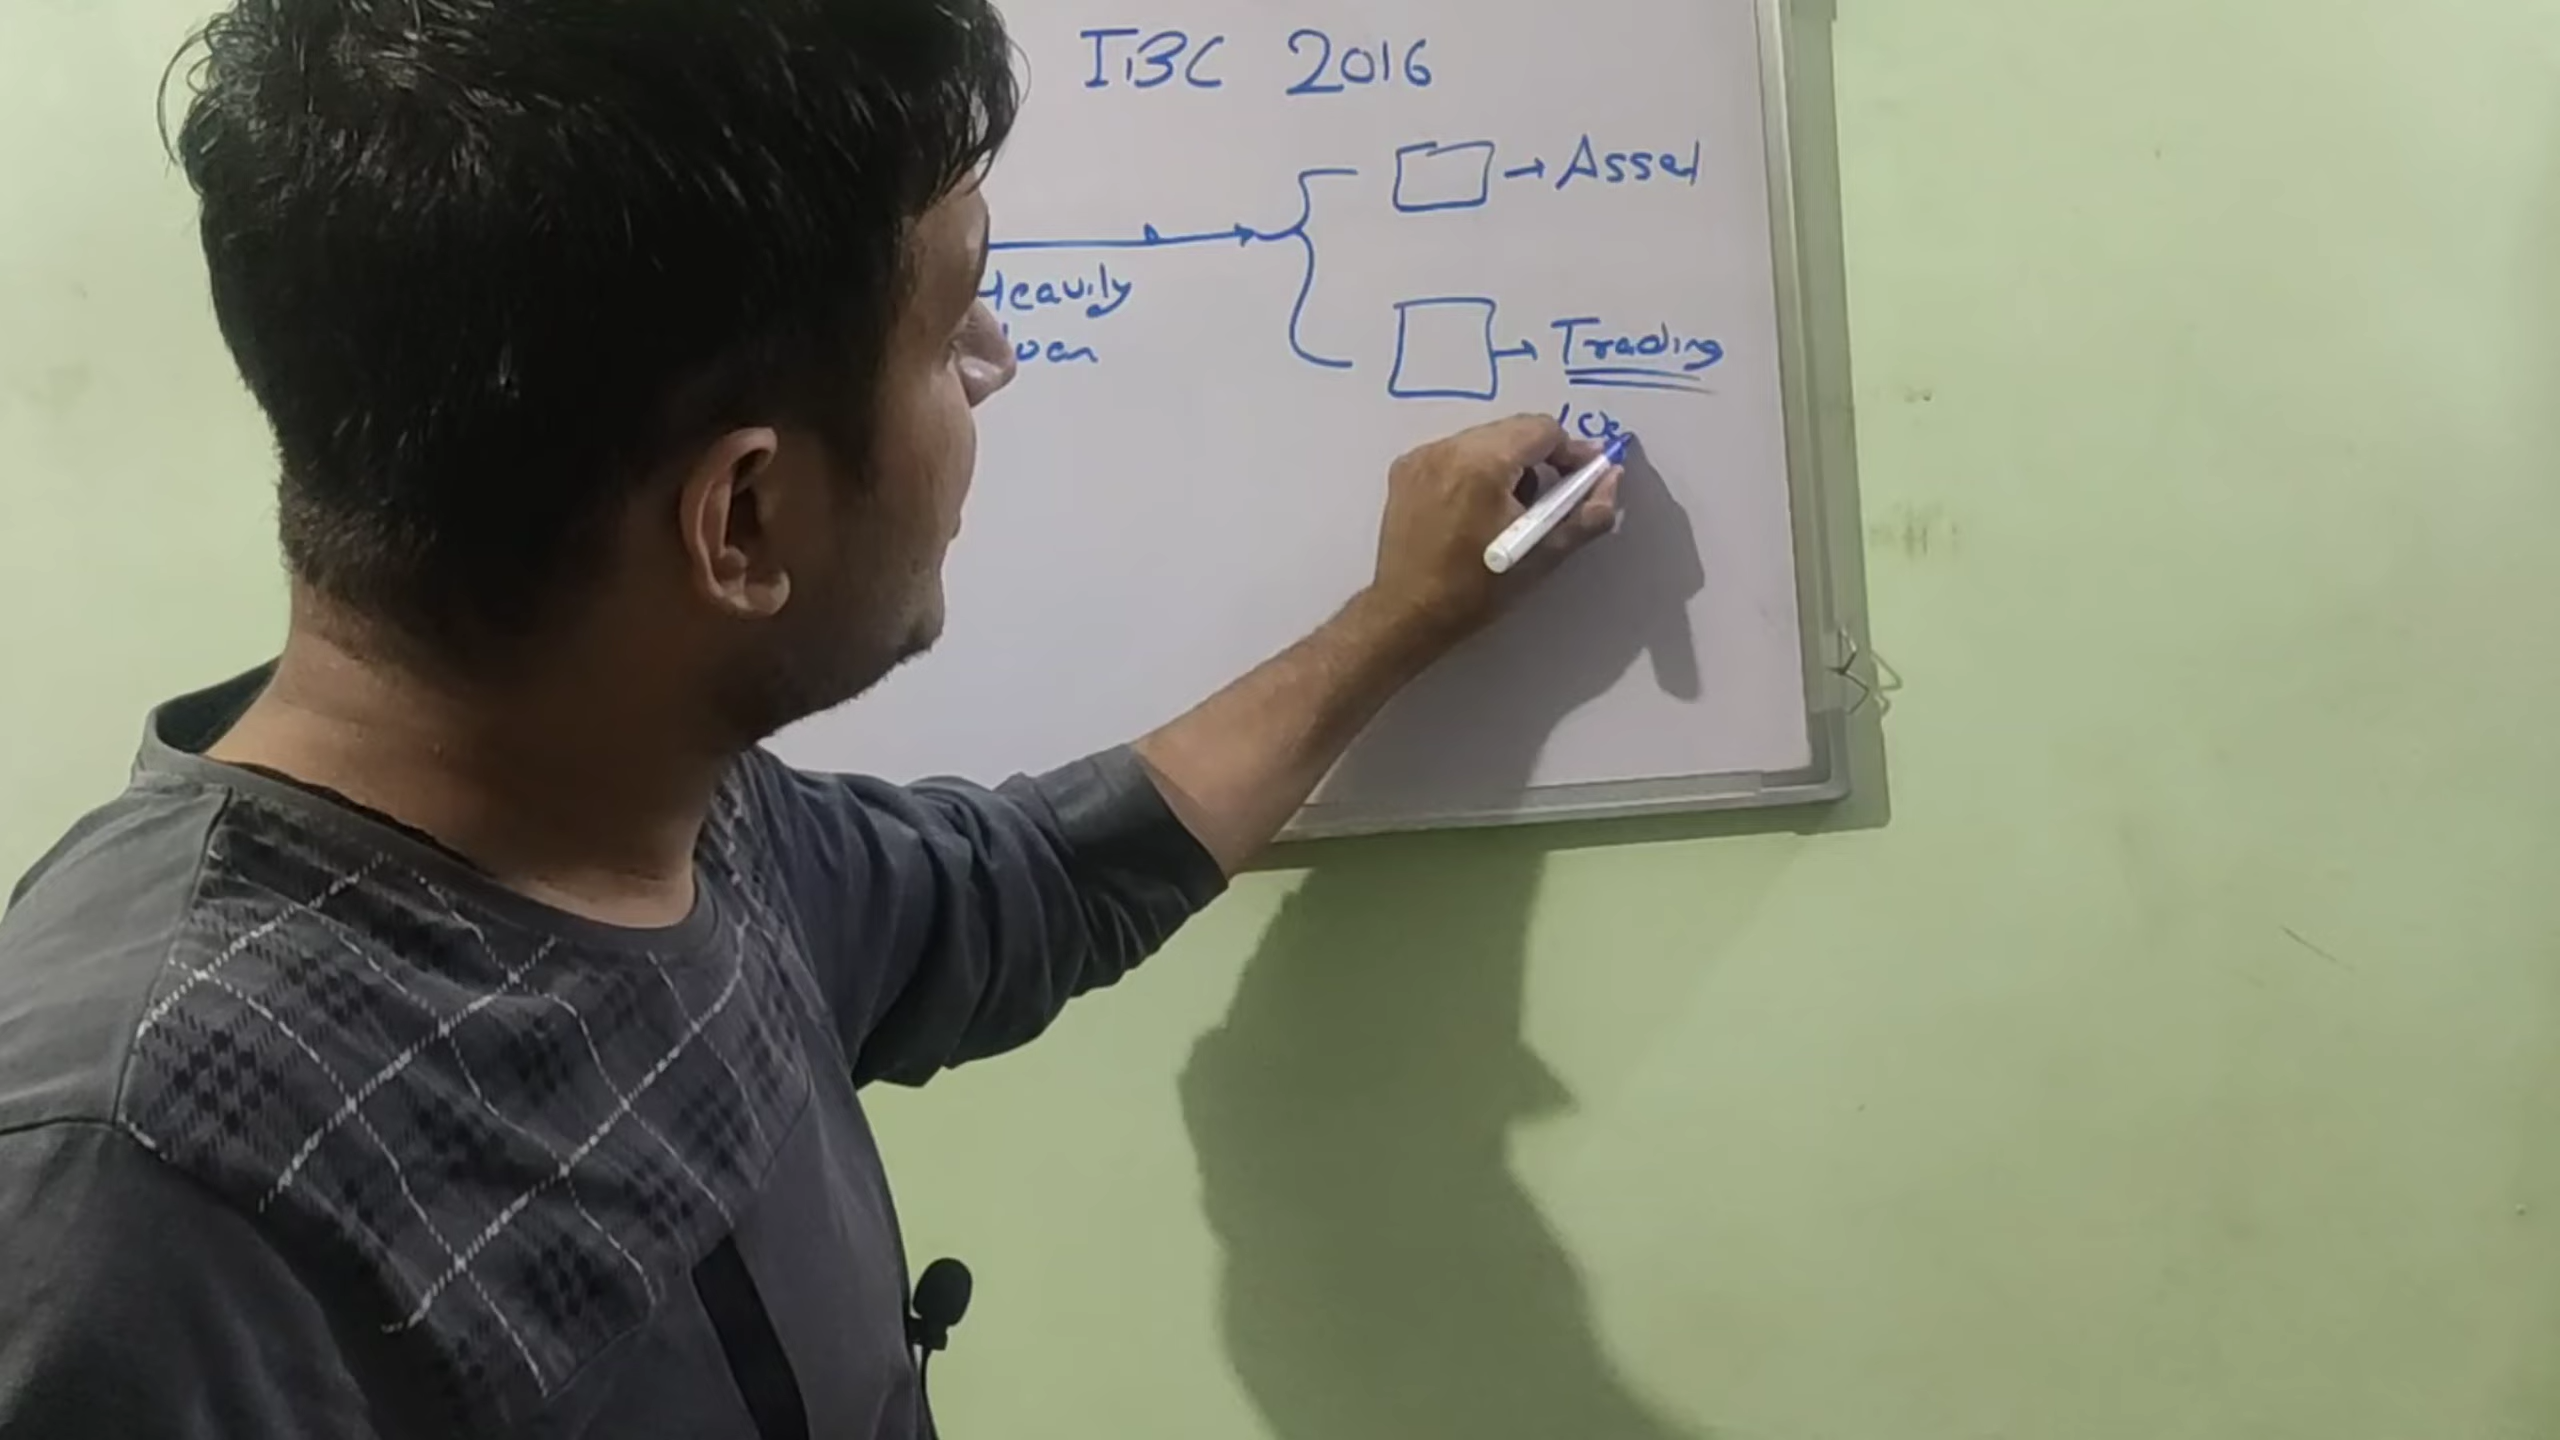 IBC 2016
→ Asset
Heavily
loan
→ Trading